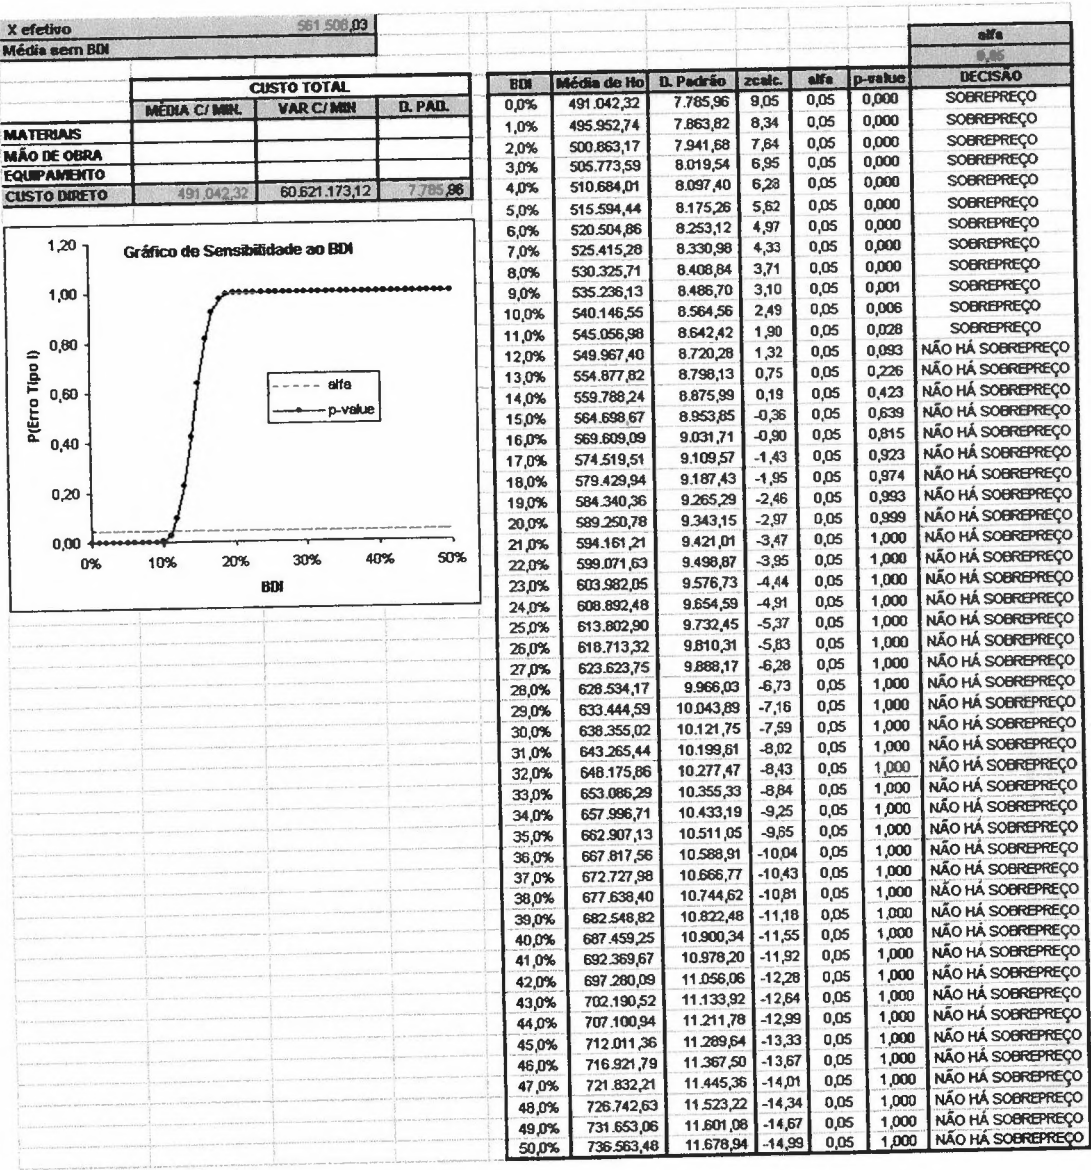 X efetivo 561.508,03
Média sem BDI
alfa
0,05
CUSTO TOTAL
MÉDIA C/ MIN. VAR C/ MIN D. PAD.
MATERIAIS
MÃO DE OBRA
EQUIPAMENTO
CUSTO DIRETO 491.042,32 60.621.173,12 7.785,96
Gráfico de Sensibilidade ao BDI
P(Erro Tipo I)
1,20
1,00
0,80
0,60
0,40
0,20
0,00
alfa
p-value
0% 10% 20% 30% 40% 50%
BDI
BDI Média de Ho D. Padrão zcalc. alfa p-value DECISÃO
0,0% 491.042,32 7.785,96 9,05 0,05 0,000 SOBREPREÇO
1,0% 495.952,74 7.863,82 8,34 0,05 0,000 SOBREPREÇO
2,0% 500.863,17 7.941,68 7,64 0,05 0,000 SOBREPREÇO
3,0% 505.773,59 8.019,54 6,95 0,05 0,000 SOBREPREÇO
4,0% 510.684,01 8.097,40 6,28 0,05 0,000 SOBREPREÇO
5,0% 515.594,44 8.175,26 5,62 0,05 0,000 SOBREPREÇO
6,0% 520.504,86 8.253,12 4,97 0,05 0,000 SOBREPREÇO
7,0% 525.415,28 8.330,98 4,33 0,05 0,000 SOBREPREÇO
8,0% 530.325,71 8.408,84 3,71 0,05 0,000 SOBREPREÇO
9,0% 535.236,13 8.486,70 3,10 0,05 0,001 SOBREPREÇO
10,0% 540.146,55 8.564,56 2,49 0,05 0,006 SOBREPREÇO
11,0% 545.056,98 8.642,42 1,90 0,05 0,028 SOBREPREÇO
12,0% 549.967,40 8.720,28 1,32 0,05 0,093 NÃO HÁ SOBREPREÇO
13,0% 554.877,82 8.798,13 0,75 0,05 0,226 NÃO HÁ SOBREPREÇO
14,0% 559.788,24 8.875,99 0,19 0,05 0,423 NÃO HÁ SOBREPREÇO
15,0% 564.698,67 8.953,85 -0,36 0,05 0,639 NÃO HÁ SOBREPREÇO
16,0% 569.609,09 9.031,71 -0,90 0,05 0,815 NÃO HÁ SOBREPREÇO
17,0% 574.519,51 9.109,57 -1,43 0,05 0,923 NÃO HÁ SOBREPREÇO
18,0% 579.429,94 9.187,43 -1,95 0,05 0,974 NÃO HÁ SOBREPREÇO
19,0% 584.340,36 9.265,29 -2,46 0,05 0,993 NÃO HÁ SOBREPREÇO
20,0% 589.250,78 9.343,15 -2,97 0,05 0,999 NÃO HÁ SOBREPREÇO
21,0% 594.161,21 9.421,01 -3,47 0,05 1,000 NÃO HÁ SOBREPREÇO
22,0% 599.071,63 9.498,87 -3,95 0,05 1,000 NÃO HÁ SOBREPREÇO
23,0% 603.982,05 9.576,73 -4,44 0,05 1,000 NÃO HÁ SOBREPREÇO
24,0% 608.892,48 9.654,59 -4,91 0,05 1,000 NÃO HÁ SOBREPREÇO
25,0% 613.802,90 9.732,45 -5,37 0,05 1,000 NÃO HÁ SOBREPREÇO
26,0% 618.713,32 9.810,31 -5,83 0,05 1,000 NÃO HÁ SOBREPREÇO
27,0% 623.623,75 9.888,17 -6,28 0,05 1,000 NÃO HÁ SOBREPREÇO
28,0% 628.534,17 9.966,03 -6,73 0,05 1,000 NÃO HÁ SOBREPREÇO
29,0% 633.444,59 10.043,89 -7,16 0,05 1,000 NÃO HÁ SOBREPREÇO
30,0% 638.355,02 10.121,75 -7,59 0,05 1,000 NÃO HÁ SOBREPREÇO
31,0% 643.265,44 10.199,61 -8,02 0,05 1,000 NÃO HÁ SOBREPREÇO
32,0% 648.175,86 10.277,47 -8,43 0,05 1,000 NÃO HÁ SOBREPREÇO
33,0% 653.086,29 10.355,33 -8,84 0,05 1,000 NÃO HÁ SOBREPREÇO
34,0% 657.996,71 10.433,19 -9,25 0,05 1,000 NÃO HÁ SOBREPREÇO
35,0% 662.907,13 10.511,05 -9,65 0,05 1,000 NÃO HÁ SOBREPREÇO
36,0% 667.817,56 10.588,91 -10,04 0,05 1,000 NÃO HÁ SOBREPREÇO
37,0% 672.727,98 10.666,77 -10,43 0,05 1,000 NÃO HÁ SOBREPREÇO
38,0% 677.638,40 10.744,62 -10,81 0,05 1,000 NÃO HÁ SOBREPREÇO
39,0% 682.548,82 10.822,48 -11,18 0,05 1,000 NÃO HÁ SOBREPREÇO
40,0% 687.459,25 10.900,34 -11,55 0,05 1,000 NÃO HÁ SOBREPREÇO
41,0% 692.369,67 10.978,20 -11,92 0,05 1,000 NÃO HÁ SOBREPREÇO
42,0% 697.280,09 11.056,06 -12,28 0,05 1,000 NÃO HÁ SOBREPREÇO
43,0% 702.190,52 11.133,92 -12,64 0,05 1,000 NÃO HÁ SOBREPREÇO
44,0% 707.100,94 11.211,78 -12,99 0,05 1,000 NÃO HÁ SOBREPREÇO
45,0% 712.011,36 11.289,64 -13,33 0,05 1,000 NÃO HÁ SOBREPREÇO
46,0% 716.921,79 11.367,50 -13,67 0,05 1,000 NÃO HÁ SOBREPREÇO
47,0% 721.832,21 11.445,36 -14,01 0,05 1,000 NÃO HÁ SOBREPREÇO
48,0% 726.742,63 11.523,22 -14,34 0,05 1,000 NÃO HÁ SOBREPREÇO
49,0% 731.653,06 11.601,08 -14,67 0,05 1,000 NÃO HÁ SOBREPREÇO
50,0% 736.563,48 11.678,94 -14,99 0,05 1,000 NÃO HÁ SOBREPREÇO